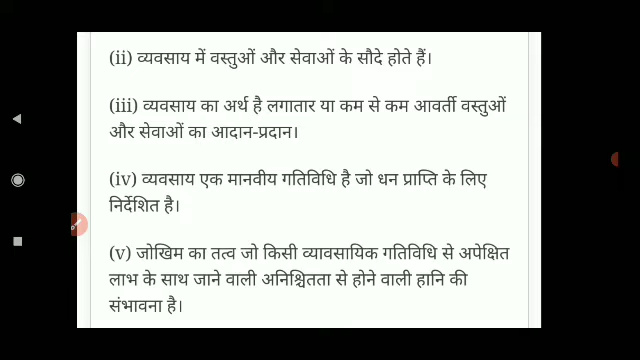 (ii) व्यवसाय में वस्तुओं और सेवाओं के सौदे होते हैं।
(iii) व्यवसाय का अर्थ है लगातार या कम से कम आवर्ती वस्तुओं
और सेवाओं का आदान-प्रदान।
(iv) व्यवसाय एक मानवीय गतिविधि है जो धन प्राप्ति के लिए
निर्देशित है।
(v) जोखिम का तत्व जो किसी व्यावसायिक गतिविधि से अपेक्षित
लाभ के साथ जाने वाली अनिश्चितता से होने वाली हानि की
संभावना है।